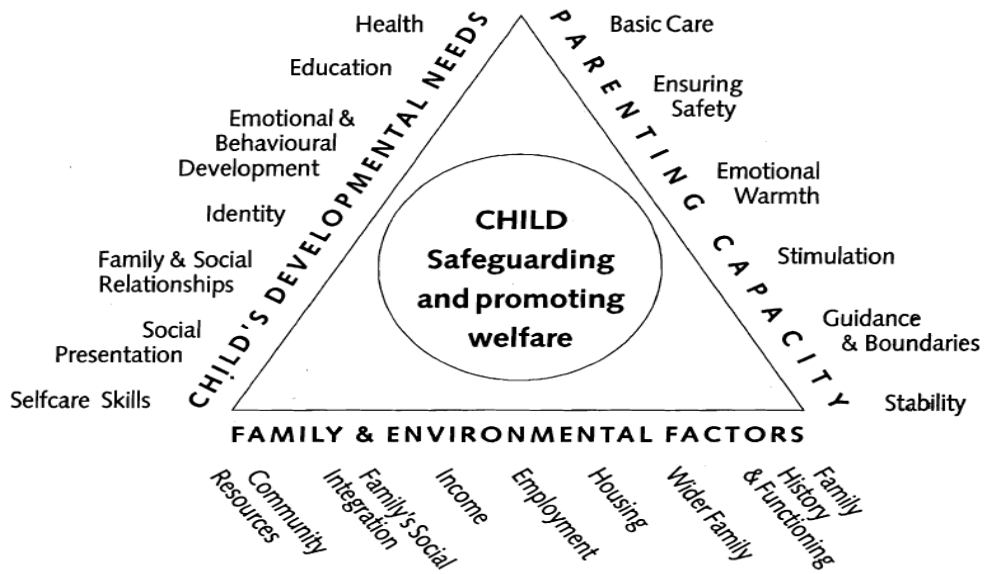 Health
Education
Emotional &
Behavioural
Development
Identity
Family & Social
Relationships
Social
Presentation
Selfcare Skills
CHILD'S DEVELOPMENTAL NEEDS
PARENTING CAPACITY
Basic Care
Ensuring
Safety
Emotional
Warmth
Stimulation
Guidance
& Boundaries
Stability
CHILD
Safeguarding
and promoting
welfare
FAMILY & ENVIRONMENTAL FACTORS
Community
Resources
Family's Social
Integration
Income
Employment
Housing
Wider Family
Family
History
& Functioning